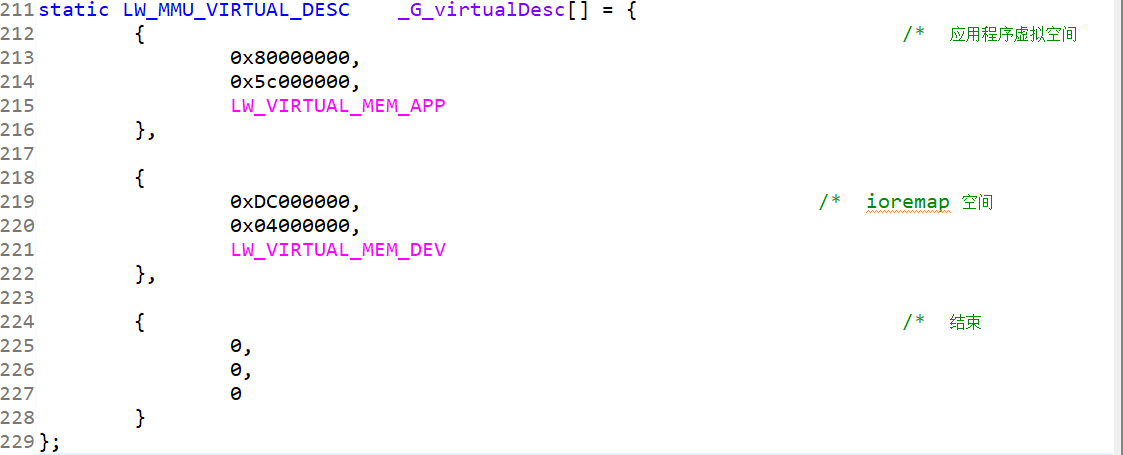 211 static LW_MMU_VIRTUAL_DESC    _G_virtualDesc[] = {
212         {                                                               /*  应用程序虚拟空间
213                 0x80000000,
214                 0x5c000000,
215                 LW_VIRTUAL_MEM_APP
216         },
217
218         {
219                 0xDC000000,                                      /*  ioremap 空间
220                 0x04000000,
221                 LW_VIRTUAL_MEM_DEV
222         },
223
224         {                                                               /*  结束
225                 0,
226                 0,
227                 0
228         }
229 };